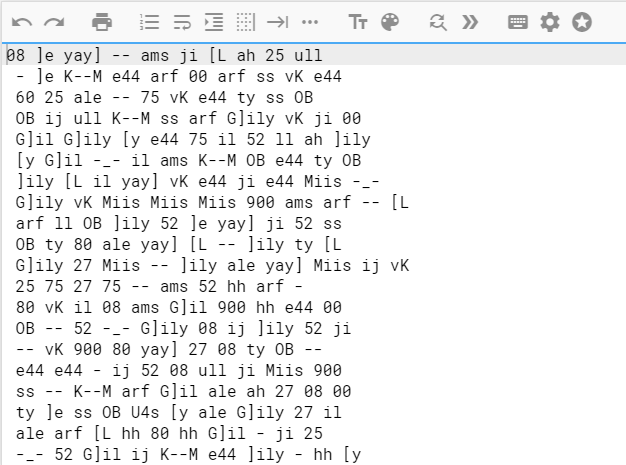 08 ]e yay] -- ams ji [L ah 25 ull
- ]e K--M e44 arf 00 arf ss vK e44
60 25 ale -- 75 vK e44 ty ss OB
OB ij ull K--M ss arf G]ily vK ji 00
G]il G]ily [y e44 75 il 52 ll ah ]ily
[y G]il -_- il ams K--M OB e44 ty OB
]ily [L il yay] vK e44 ji e44 Miis -_-
G]ily vK Miis Miis Miis 900 ams arf -- [L
arf ll OB ]ily 52 ]e yay] ji 52 ss
OB ty 80 ale yay] [L -- ]ily ty [L
G]ily 27 Miis -- ]ily ale yay] Miis ij vK
25 75 27 75 -- ams 52 hh arf -
80 vK il 08 ams G]il 900 hh e44 00
OB -- 52 -_- G]ily 08 ij ]ily 52 ji
-- vK 900 80 yay] 27 08 ty OB --
e44 e44 - ij 52 08 ull ji Miis 900
ss -- K--M arf G]il ale ah 27 08 00
ty ]e ss OB U4s [y ale G]ily 27 il
ale arf [L hh 80 hh G]il - ji 25
-_- 52 G]il ij K--M e44 ]ily - hh [y